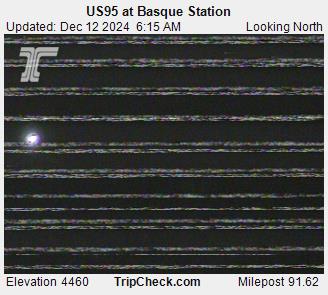 US95 at Basque Station
Updated: Dec 12 2024 6:15 AM Looking North
Elevation 4460 TripCheck.com Milepost 91.62